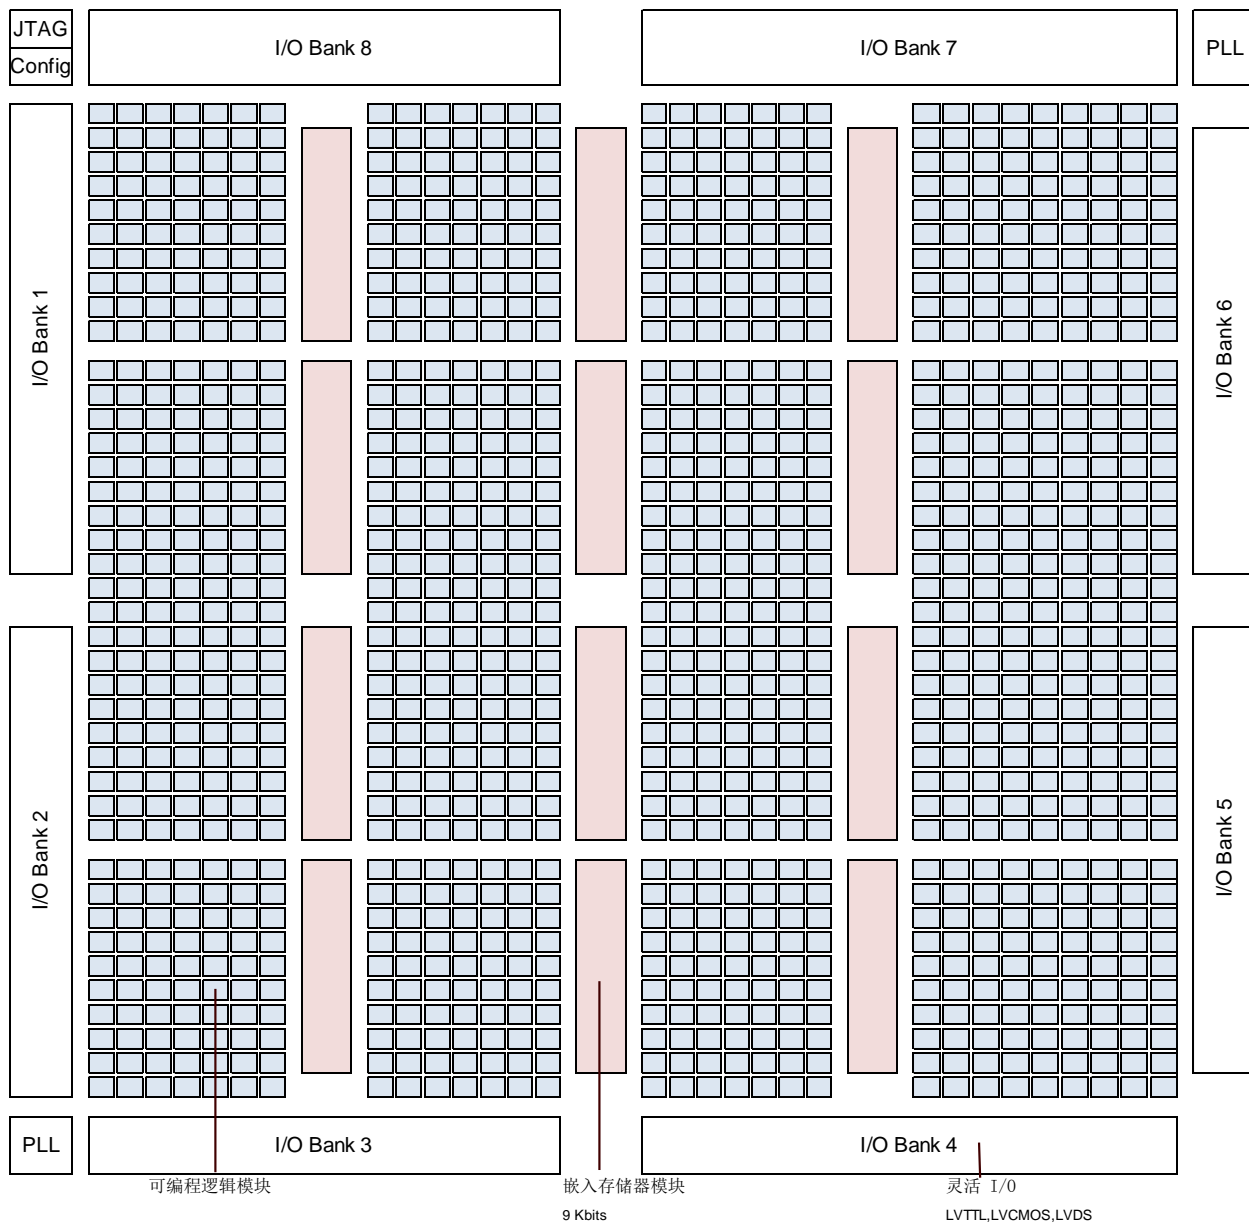 JTAG
Config
I/O Bank 8
I/O Bank 7
PLL
I/O Bank 1
I/O Bank 6
I/O Bank 2
I/O Bank 5
PLL
I/O Bank 3
I/O Bank 4
可编程逻辑模块
嵌入存储器模块
灵活 I/O
9 Kbits
LVTTL,LVCMOS,LVDS